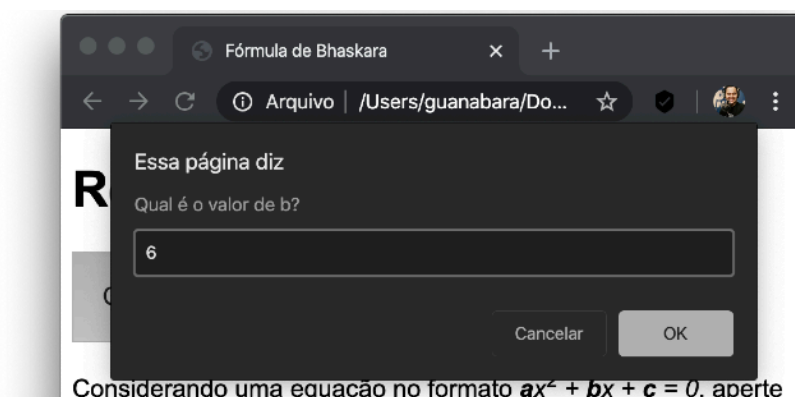 Fórmula de Bhaskara
Arquivo | /Users/guanabara/Do...
Essa página diz
R
Qual é o valor de b?
6
Cancelar OK
Considerando uma equação no formato ax² + bx + c = 0, aperte